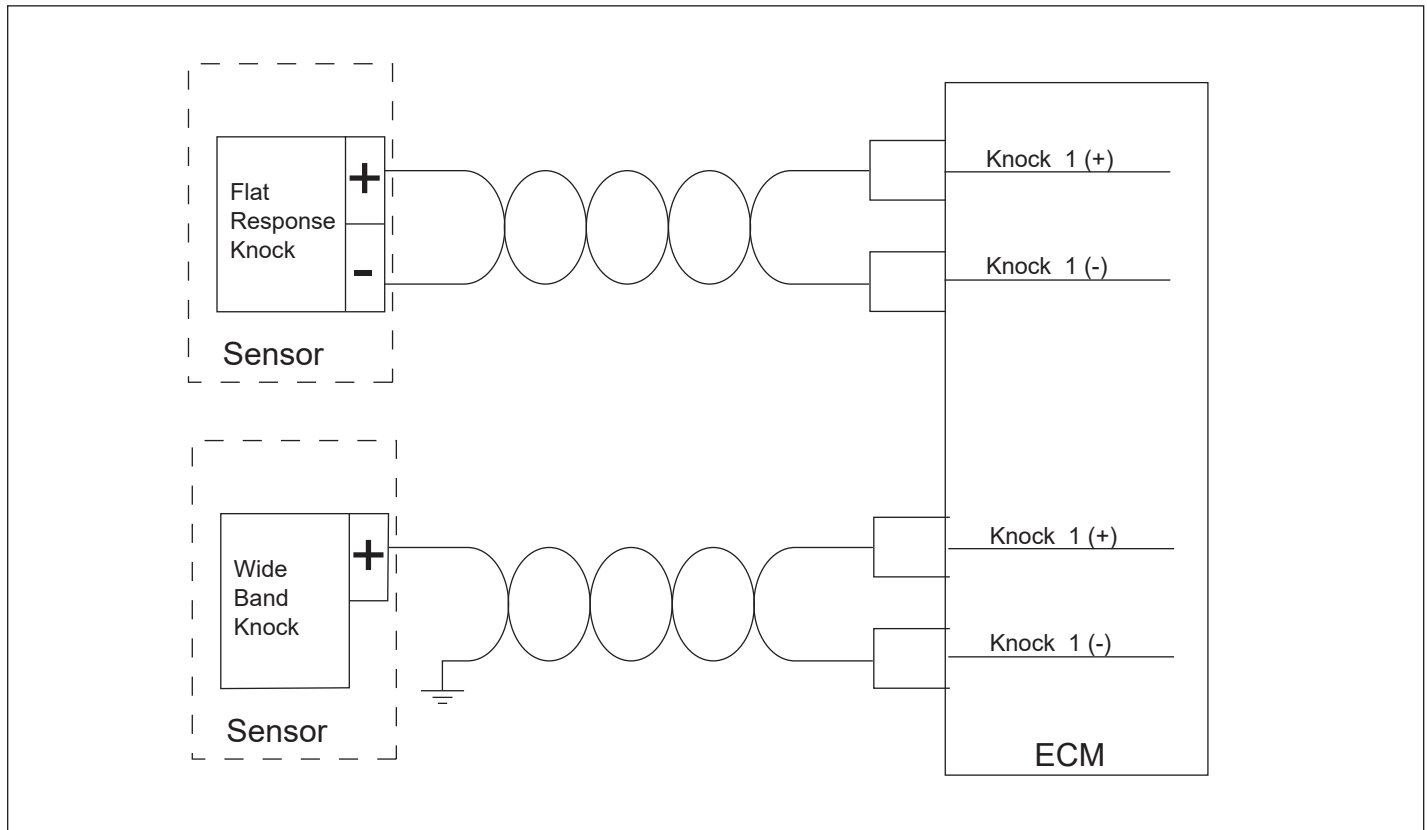 Flat
Response
Knock
+
-
Sensor
Knock 1 (+)
Knock 1 (-)
Wide
Band
Knock
+
Sensor
Knock 1 (+)
Knock 1 (-)
ECM